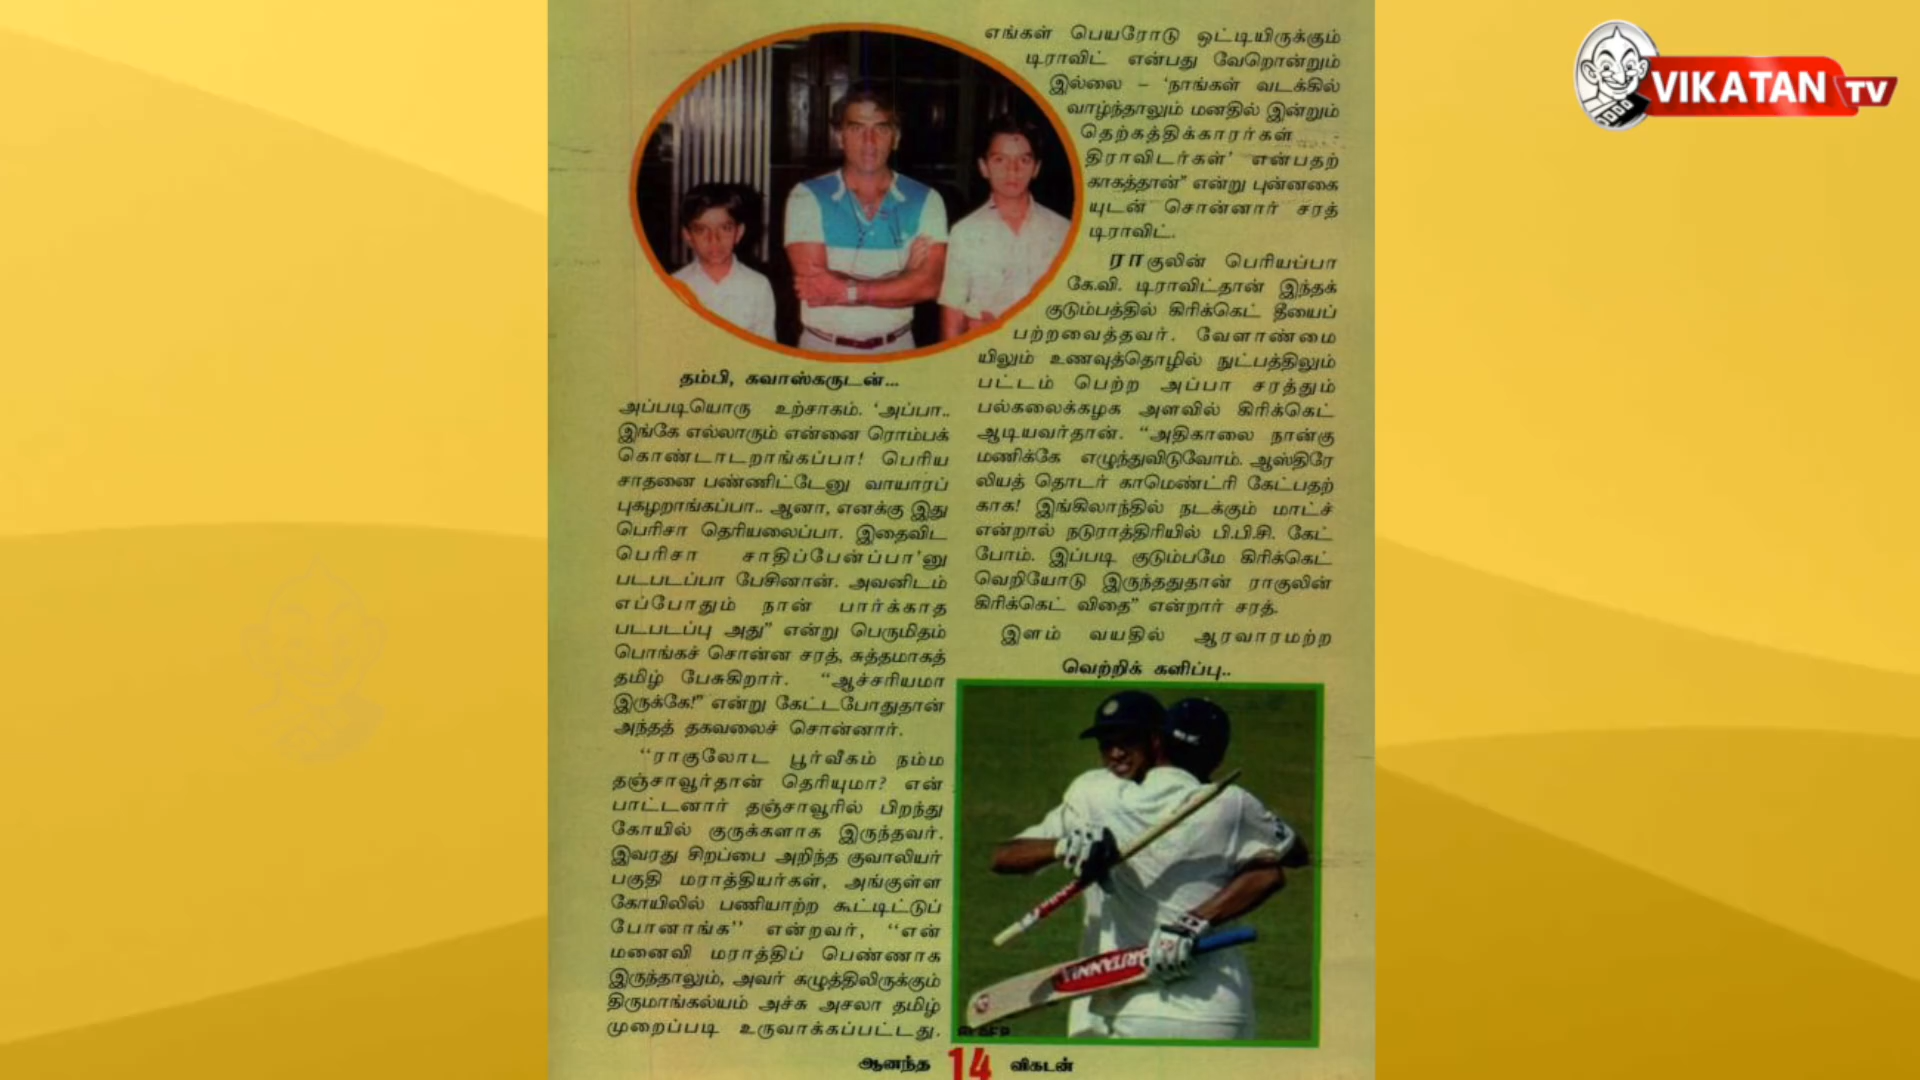 VIKATAN TV
தம்பி, கவாஸ்கருடன்...
அப்படியொரு உற்சாகம். ‘அப்பா..
இங்கே எல்லாரும் என்னை ரொம்பக்
கொண்டாடறாங்கப்பா! பெரிய
சாதனை பண்ணிட்டேனு வாயாரப்
புகழறாங்கப்பா.. ஆனா, எனக்கு இது
பெரிசா தெரியலைப்பா. இதைவிட
பெரிசா சாதிப்பேன்ப்பா’னு
படபடப்பா பேசினான். அவனிடம்
எப்போதும் நான் பார்க்காத
படபடப்பு அது” என்று பெருமிதம்
பொங்கச் சொன்ன சரத், சுத்தமாகத்
தமிழ் பேசுகிறார். “ஆச்சரியமா
இருக்கே!” என்று கேட்டபோதுதான்
அந்தத் தகவலைச் சொன்னார்.
“ராகுலோட பூர்வீகம் நம்ம
தஞ்சாவூர்தான் தெரியுமா? என்
பாட்டனார் தஞ்சாவூரில் பிறந்து
கோயில் குருக்களாக இருந்தவர்.
இவரது சிறப்பை அறிந்த குவாலியர்
பகுதி மராத்தியர்கள், அங்குள்ள
கோயிலில் பணியாற்ற கூட்டிட்டுப்
போனாங்க’’ என்றவர், ‘‘என்
மனைவி மராத்திப் பெண்ணாக
இருந்தாலும், அவர் கழுத்திலிருக்கும்
திருமாங்கல்யம் அச்சு அசலா தமிழ்
முறைப்படி உருவாக்கப்பட்டது.
எங்கள் பெயரோடு ஒட்டியிருக்கும்
டிராவிட் என்பது வேறொன்றும்
இல்லை – ‘நாங்கள் வடக்கில்
வாழ்ந்தாலும் மனதில் இன்றும்
தெற்கத்திக்காரர்கள்
திராவிடர்கள்’ என்பதற்
காகத்தான்” என்று புன்னகை
யுடன் சொன்னார் சரத்
டிராவிட்.
ராகுலின் பெரியப்பா
கே.வி. டிராவிட்தான் இந்தக்
குடும்பத்தில் கிரிக்கெட் தீயைப்
பற்றவைத்தவர். வேளாண்மை
யிலும் உணவுத்தொழில் நுட்பத்திலும்
பட்டம் பெற்ற அப்பா சரத்தும்
பல்கலைக்கழக அளவில் கிரிக்கெட்
ஆடியவர்தான். “அதிகாலை நான்கு
மணிக்கே எழுந்துவிடுவோம். ஆஸ்திரே
லியத் தொடர் காமெண்ட்ரி கேட்பதற்
காக! இங்கிலாந்தில் நடக்கும் மாட்ச்
என்றால் நடுராத்திரியில் பி.பி.சி. கேட்
போம். இப்படி குடும்பமே கிரிக்கெட்
வெறியோடு இருந்ததுதான் ராகுலின்
கிரிக்கெட் விதை” என்றார் சரத்.
இளம் வயதில் ஆரவாரமற்ற
வெற்றிக் களிப்பு..
BRITANNIA
ஆனந்த 14 விகடன்